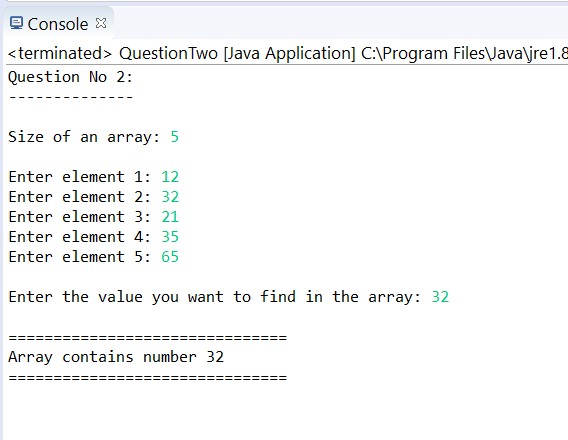 Console
<terminated> QuestionTwo [Java Application] C:\Program Files\Java\jre1.8
Question No 2:
--------------
Size of an array: 5
Enter element 1: 12
Enter element 2: 32
Enter element 3: 21
Enter element 4: 35
Enter element 5: 65
Enter the value you want to find in the array: 32
===============================
Array contains number 32
===============================